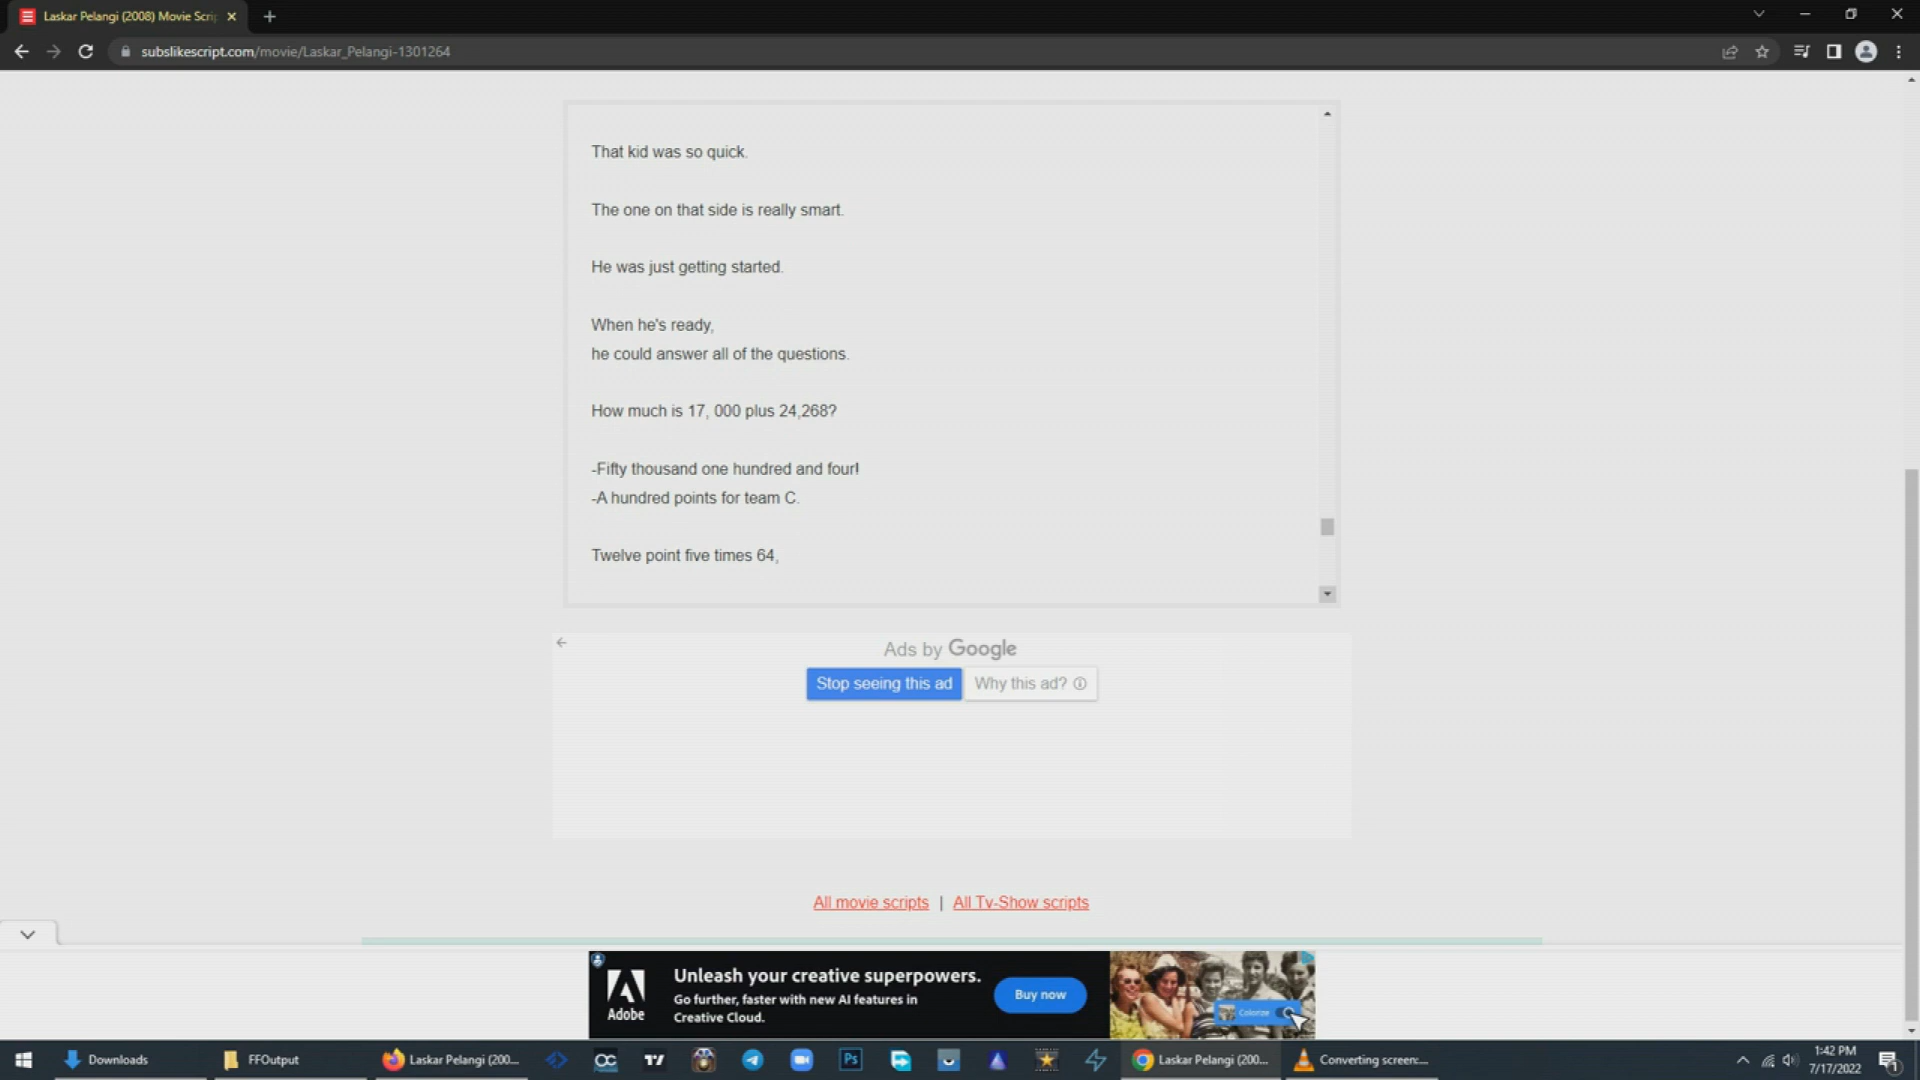 Laskar Pelangi (2008) Movie Scri
subslikescript.com/movie/Laskar_Pelangi-1301264
That kid was so quick.
The one on that side is really smart.
He was just getting started.
When he's ready,
he could answer all of the questions.
How much is 17, 000 plus 24,268?
-Fifty thousand one hundred and four!
-A hundred points for team C.
Twelve point five times 64,
Ads by Google
Stop seeing this ad
Why this ad?
All movie scripts | All Tv-Show scripts
Adobe
Unleash your creative superpowers.
Go further, faster with new AI features in
Creative Cloud.
Buy now
Colorize
Downloads
FFOutput
Laskar Pelangi (200...
OC
Ps
Laskar Pelangi (200...
Converting screen:...
1:42 PM
7/17/2022
1